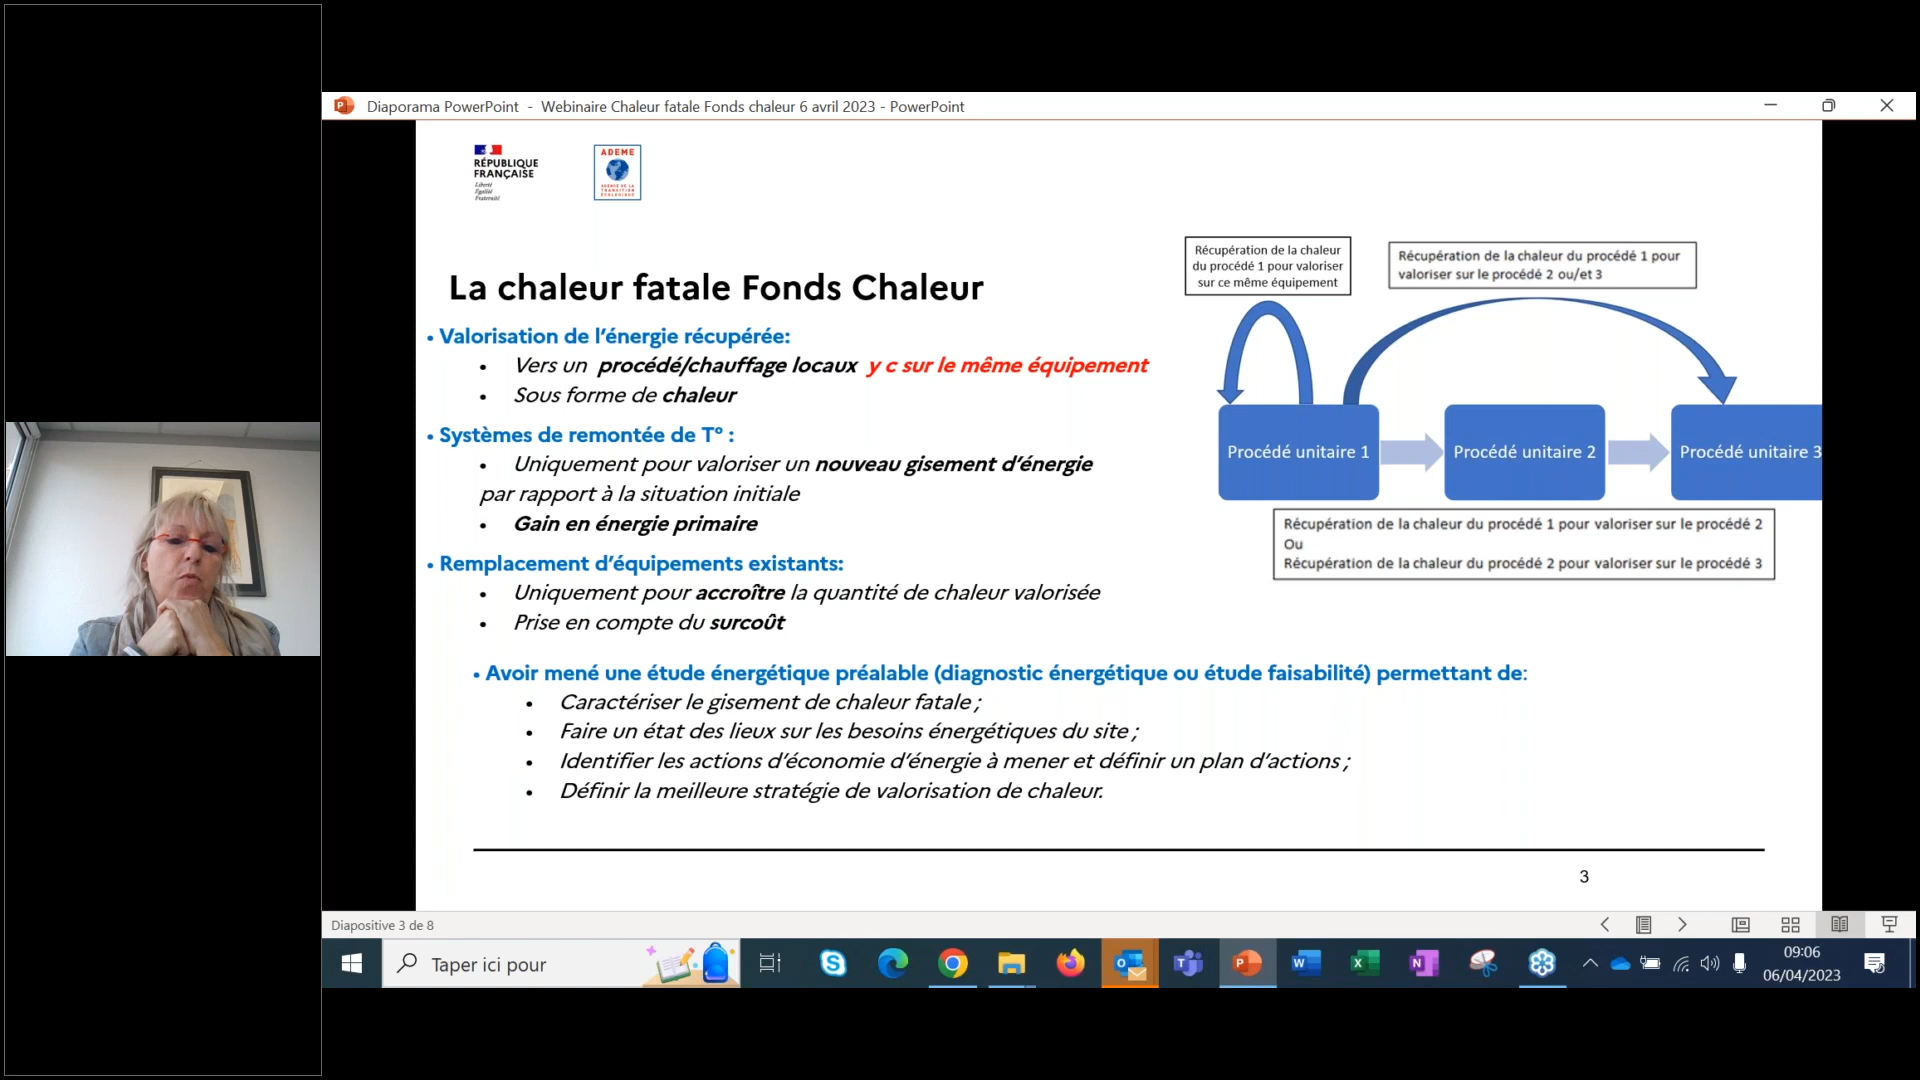 Diaporama PowerPoint - Webinaire Chaleur fatale Fonds chaleur 6 avril 2023 - PowerPoint
RÉPUBLIQUE
FRANÇAISE
Liberté
Égalité
Fraternité
ADEME
AGENCE DE LA
TRANSITION
ÉCOLOGIQUE
La chaleur fatale Fonds Chaleur
• Valorisation de l’énergie récupérée:
• Vers un procédé/chauffage locaux y c sur le même équipement
• Sous forme de chaleur
• Systèmes de remontée de T° :
• Uniquement pour valoriser un nouveau gisement d’énergie
par rapport à la situation initiale
• Gain en énergie primaire
• Remplacement d’équipements existants:
• Uniquement pour accroître la quantité de chaleur valorisée
• Prise en compte du surcoût
• Avoir mené une étude énergétique préalable (diagnostic énergétique ou étude faisabilité) permettant de:
• Caractériser le gisement de chaleur fatale ;
• Faire un état des lieux sur les besoins énergétiques du site ;
• Identifier les actions d’économie d’énergie à mener et définir un plan d’actions ;
• Définir la meilleure stratégie de valorisation de chaleur.
Récupération de la chaleur
du procédé 1 pour valoriser
sur ce même équipement
Récupération de la chaleur du procédé 1 pour
valoriser sur le procédé 2 ou/et 3
Procédé unitaire 1
Procédé unitaire 2
Procédé unitaire 3
Récupération de la chaleur du procédé 1 pour valoriser sur le procédé 2
Ou
Récupération de la chaleur du procédé 2 pour valoriser sur le procédé 3
3
Diapositive 3 de 8
Taper ici pour
09:06
06/04/2023